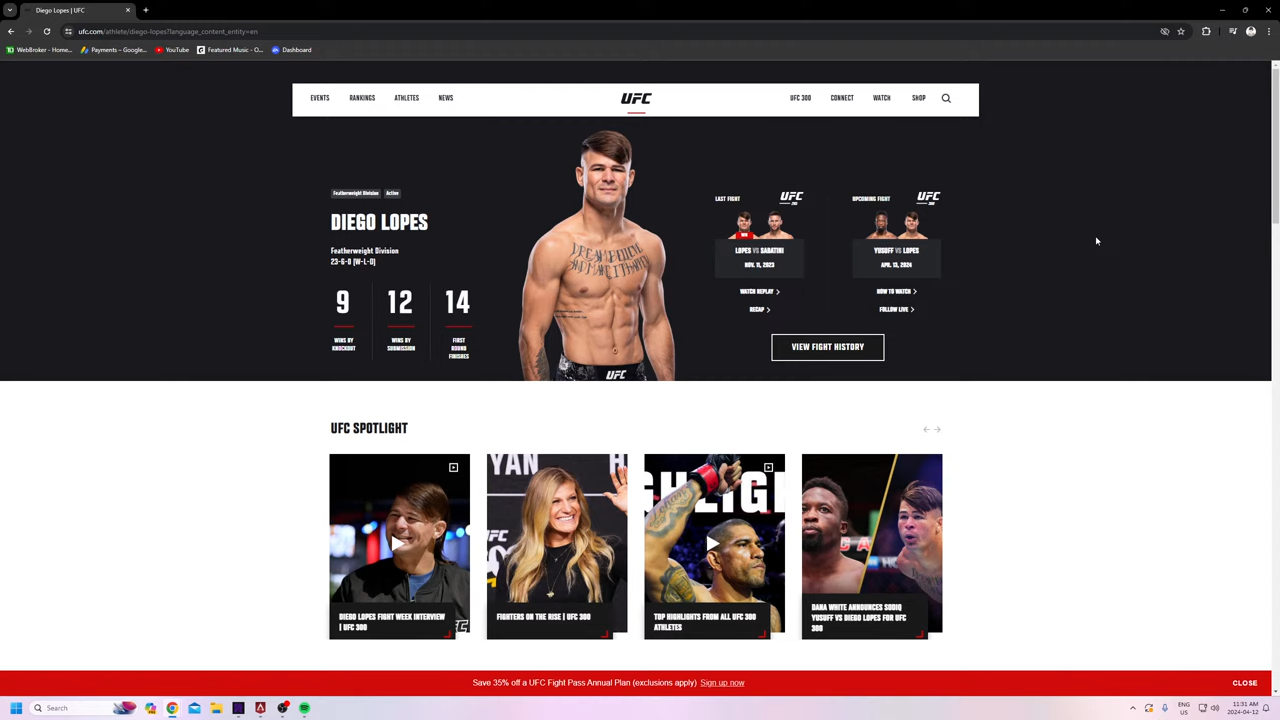 Diego Lopes | UFC
ufc.com/athlete/diego-lopes?language_content_entity=en
WebBroker - Home...
Payments – Google...
YouTube
Featured Music - D...
Dashboard
EVENTS RANKINGS ATHLETES NEWS UFC UFC 300 CONNECT WATCH SHOP
Featherweight Division Active
DIEGO LOPES
Featherweight Division
23-6-0 (W-L-D)
9 12 14
WINS BY
KNOCKOUT
WINS BY
SUBMISSION
FIRST
ROUND
FINISHES
UFC
LAST FIGHT UFC
LOPES VS SABATINI
NOV. 11, 2023
WATCH REPLAY
RECAP
UPCOMING FIGHT UFC
YUSUFF VS LOPES
APR. 13, 2024
HOW TO WATCH
FOLLOW LIVE
VIEW FIGHT HISTORY
UFC SPOTLIGHT
DIEGO LOPES FIGHT WEEK INTERVIEW
| UFC 300
YAN
FIGHTERS ON THE RISE | UFC 300
TOP HIGHLIGHTS FROM ALL UFC 300
ATHLETES
DANA WHITE ANNOUNCES SODIQ
YUSUFF VS DIEGO LOPES FOR UFC
300
Save 35% off a UFC Fight Pass Annual Plan (exclusions apply) Sign up now
CLOSE
Search
ENG
US
11:31 AM
2024-04-12